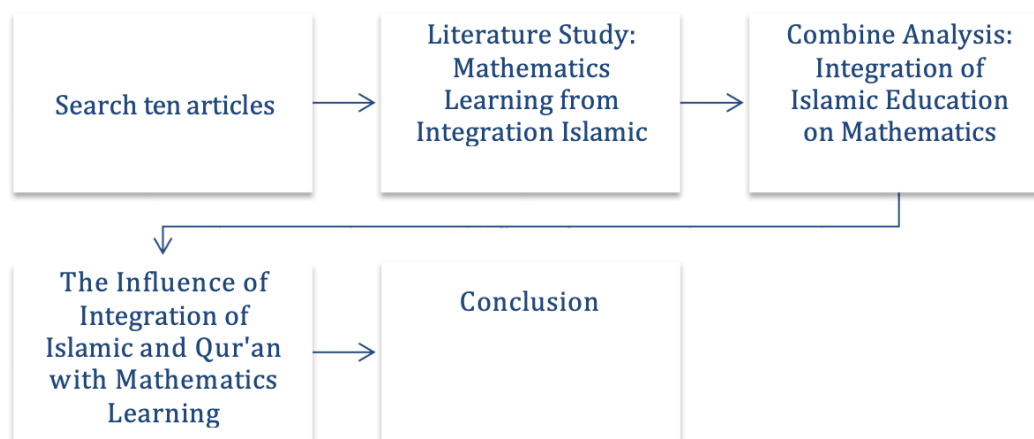 Search ten articles
Literature Study:
Mathematics
Learning from
Integration Islamic
Combine Analysis:
Integration of
Islamic Education
on Mathematics
The Influence of
Integration of
Islamic and Qur'an
with Mathematics
Learning
Conclusion